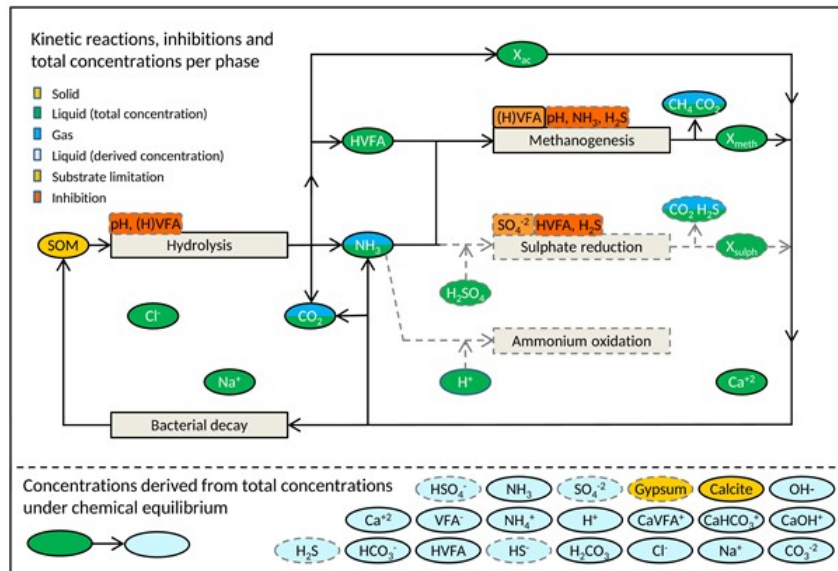 Kinetic reactions, inhibitions and
total concentrations per phase
Solid
Liquid (total concentration)
Gas
Liquid (derived concentration)
Substrate limitation
Inhibition
X_ac
HVFA
(H)VFA pH, NH₃, H₂S
Methanogenesis
CH₄ CO₂
X_meth
pH, (H)VFA
SOM
Hydrolysis
NH₃
SO₄⁻² HVFA, H₂S
Sulphate reduction
CO₂ H₂S
X_sulph
H₂SO₄
Cl⁻
CO₂
Ammonium oxidation
Na⁺
H⁺
Ca⁺²
Bacterial decay
Concentrations derived from total concentrations
under chemical equilibrium
HSO₄⁻ NH₃ SO₄⁻² Gypsum Calcite OH-
Ca⁺² VFA⁻ NH₄⁺ H⁺ CaVFA⁺ CaHCO₃⁺ CaOH⁺
H₂S HCO₃⁻ HVFA HS⁻ H₂CO₃ Cl⁻ Na⁺ CO₃⁻²